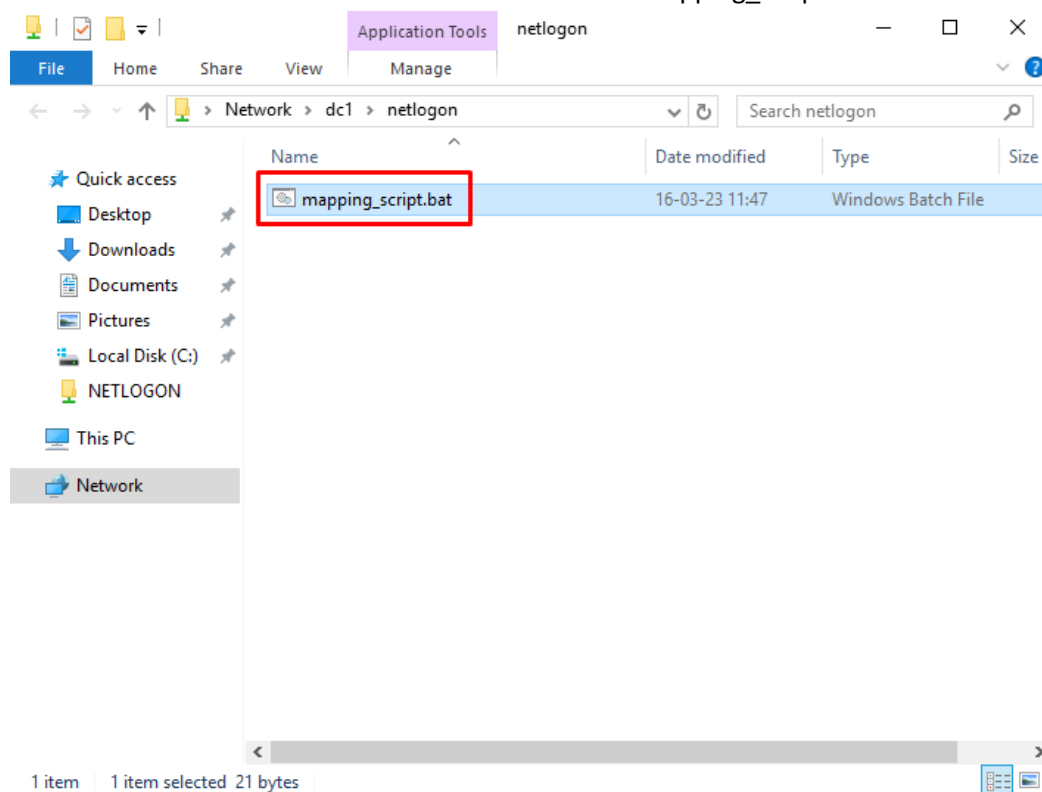 Application Tools netlogon
File Home Share View Manage
Network > dc1 > netlogon Search netlogon
Name Date modified Type Size
Quick access
mapping_script.bat 16-03-23 11:47 Windows Batch File
Desktop
Downloads
Documents
Pictures
Local Disk (C:)
NETLOGON
This PC
Network
1 item 1 item selected 21 bytes